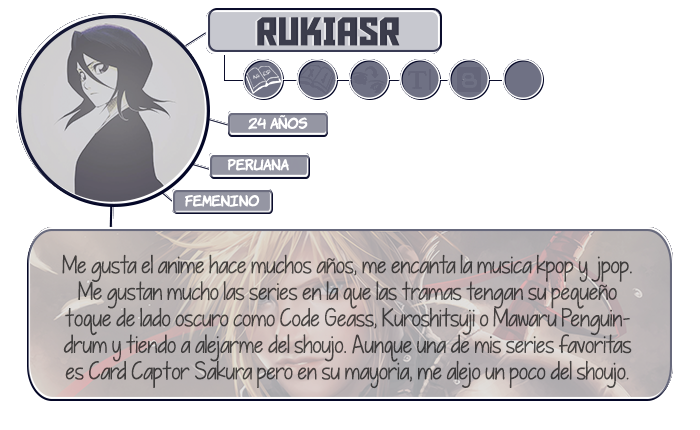 RUKIASR
T
B
24 AÑOS
PERUANA
FEMENINO
Me gusta el anime hace muchos años, me encanta la musica kpop y jpop.
Me gustan mucho las series en la que las tramas tengan su pequeño
toque de lado oscuro como Code Geass, Kuroshitsuji o Mawaru Penguin-
drum y tiendo a alejarme del shoujo. Aunque una de mis series favoritas
es Card Captor Sakura pero en su mayoria, me alejo un poco del shoujo.